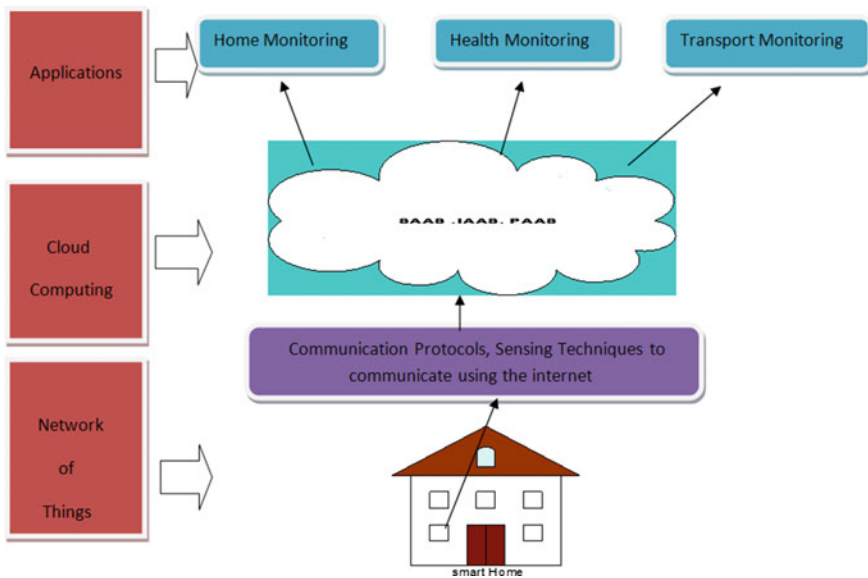 Applications
Home Monitoring
Health Monitoring
Transport Monitoring
Cloud
Computing
Communication Protocols, Sensing Techniques to
communicate using the internet
Network
of
Things
smart Home